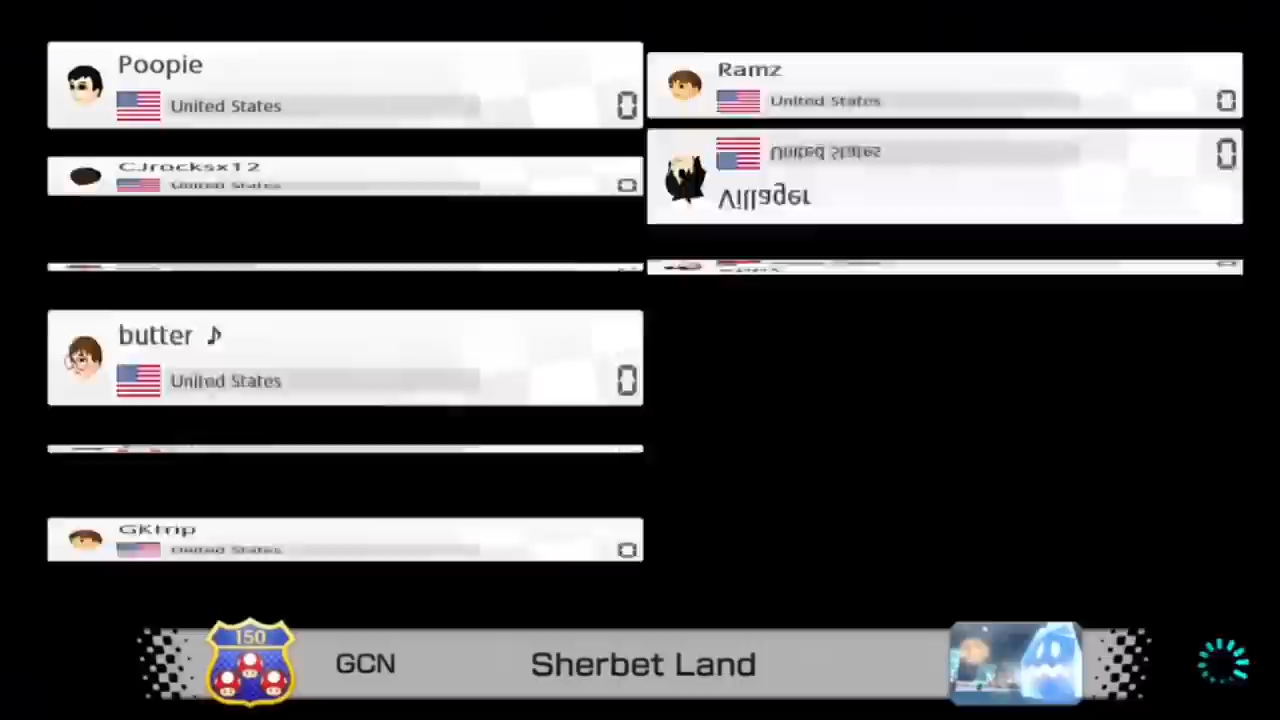 Poopie
United States 0
CJrocksx12
United States 0
butter ♪
United States 0
GKtrip
United States 0
Ramz
United States 0
United States 0
Villager
150
GCN
Sherbet Land